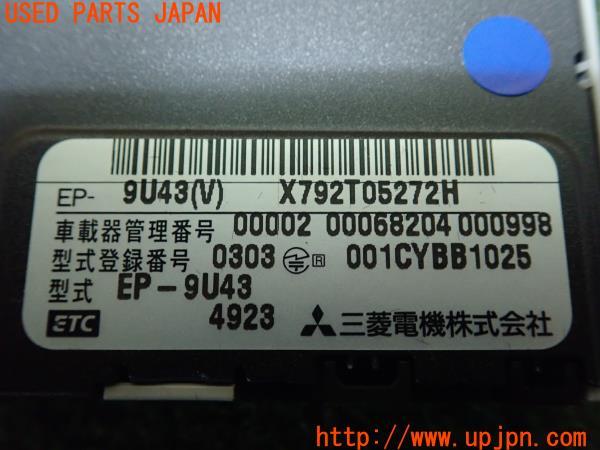 USED PARTS JAPAN
EP- 9U43(V) X792T05272H
車載器管理番号 00002 00068204 000998
型式登録番号 0303 R 001CYBB1025
型式 EP-9U43
ETC 4923 三菱電機株式会社
http://www.upjpn.com/